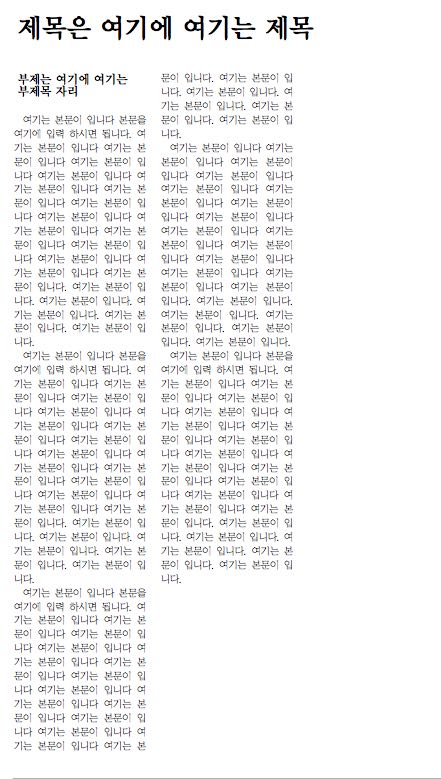 제목은 여기에 여기는 제목
부제는 여기에 여기는
부제목 자리
여기는 본문이 입니다 본문을
여기에 입력 하시면 됩니다. 여
기는 본문이 입니다 여기는 본
문이 입니다 여기는 본문이 입
니다 여기는 본문이 입니다 여
기는 본문이 입니다 여기는 본
문이 입니다 여기는 본문이 입
니다 여기는 본문이 입니다 여
기는 본문이 입니다 여기는 본
문이 입니다 여기는 본문이 입
니다 여기는 본문이 입니다 여
기는 본문이 입니다 여기는 본
문이 입니다. 여기는 본문이 입
니다. 여기는 본문이 입니다. 여
기는 본문이 입니다. 여기는 본
문이 입니다. 여기는 본문이 입
니다.
여기는 본문이 입니다 본문을
여기에 입력 하시면 됩니다. 여
기는 본문이 입니다 여기는 본
문이 입니다 여기는 본문이 입
니다 여기는 본문이 입니다 여
기는 본문이 입니다 여기는 본
문이 입니다 여기는 본문이 입
니다 여기는 본문이 입니다 여
기는 본문이 입니다 여기는 본
문이 입니다 여기는 본문이 입
니다 여기는 본문이 입니다 여
기는 본문이 입니다 여기는 본
문이 입니다. 여기는 본문이 입
니다. 여기는 본문이 입니다. 여
기는 본문이 입니다. 여기는 본
문이 입니다. 여기는 본문이 입
니다.
여기는 본문이 입니다 본문을
여기에 입력 하시면 됩니다. 여
기는 본문이 입니다 여기는 본
문이 입니다 여기는 본문이 입
니다 여기는 본문이 입니다 여
기는 본문이 입니다 여기는 본
문이 입니다 여기는 본문이 입
니다 여기는 본문이 입니다 여
기는 본문이 입니다 여기는 본
문이 입니다 여기는 본문이 입
니다 여기는 본문이 입니다 여
기는 본문이 입니다 여기는 본
문이 입니다. 여기는 본문이 입
니다. 여기는 본문이 입니다. 여
기는 본문이 입니다. 여기는 본
문이 입니다. 여기는 본문이 입
니다.
여기는 본문이 입니다 여기는
본문이 입니다 여기는 본문이
입니다 여기는 본문이 입니다
여기는 본문이 입니다 여기는
본문이 입니다 여기는 본문이
입니다 여기는 본문이 입니다
여기는 본문이 입니다 여기는
본문이 입니다 여기는 본문이
입니다 여기는 본문이 입니다
여기는 본문이 입니다. 여기는
본문이 입니다. 여기는 본문이
입니다. 여기는 본문이 입니다.
여기는 본문이 입니다. 여기는
본문이 입니다. 여기는 본문이
입니다. 여기는 본문이 입니다.
여기는 본문이 입니다 본문을
여기에 입력 하시면 됩니다. 여
기는 본문이 입니다 여기는 본
문이 입니다 여기는 본문이 입
니다 여기는 본문이 입니다 여
기는 본문이 입니다 여기는 본
문이 입니다 여기는 본문이 입
니다 여기는 본문이 입니다 여
기는 본문이 입니다 여기는 본
문이 입니다 여기는 본문이 입
니다 여기는 본문이 입니다 여
기는 본문이 입니다 여기는 본
문이 입니다. 여기는 본문이 입
니다. 여기는 본문이 입니다. 여
기는 본문이 입니다. 여기는 본
문이 입니다. 여기는 본문이 입
니다.